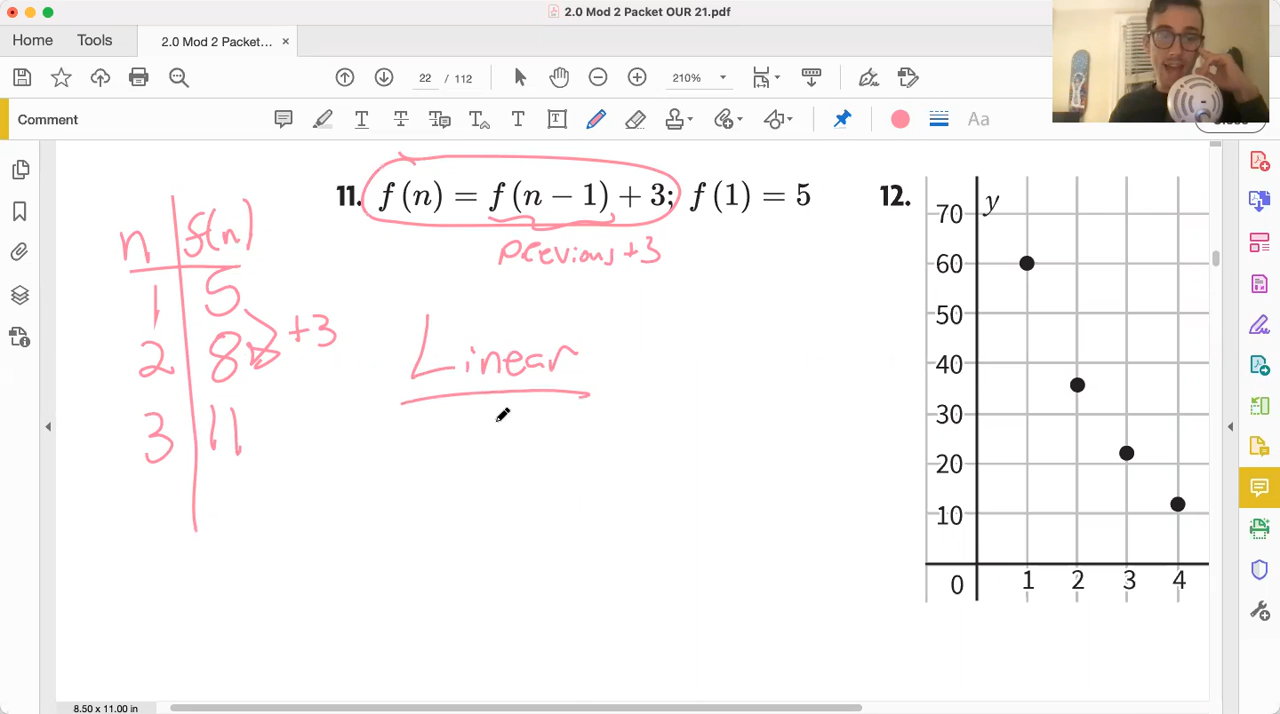 2.0 Mod 2 Packet OUR 21.pdf
Home Tools 2.0 Mod 2 Packet... ×
22 / 112 210%
Comment
Aa
11. f(n) = f(n − 1) + 3; f(1) = 5
previous +3
n f(n)
1 5
2 8 +3
3 11
Linear
12.
y
70
60
50
40
30
20
10
0 1 2 3 4
8.50 x 11.00 in